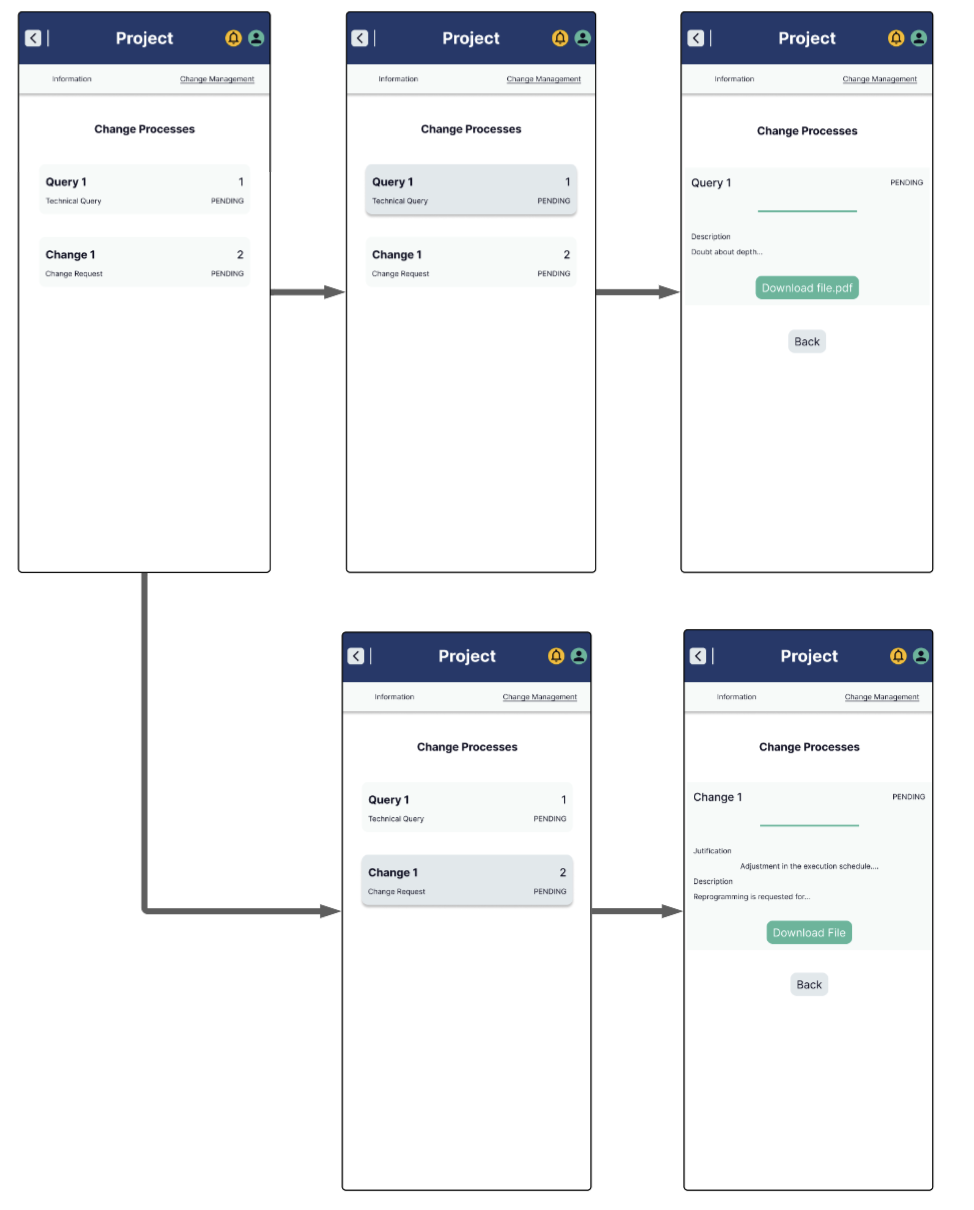 Project
Information Change Management
Change Processes
Query 1 1
Technical Query PENDING
Change 1 2
Change Request PENDING
Project
Information Change Management
Change Processes
Query 1 1
Technical Query PENDING
Change 1 2
Change Request PENDING
Project
Information Change Management
Change Processes
Query 1 PENDING
Description
Doubt about depth...
Download file.pdf
Back
Project
Information Change Management
Change Processes
Query 1 1
Technical Query PENDING
Change 1 2
Change Request PENDING
Project
Information Change Management
Change Processes
Change 1 PENDING
Jutification
Adjustment in the execution schedule....
Description
Reprogramming is requested for...
Download File
Back